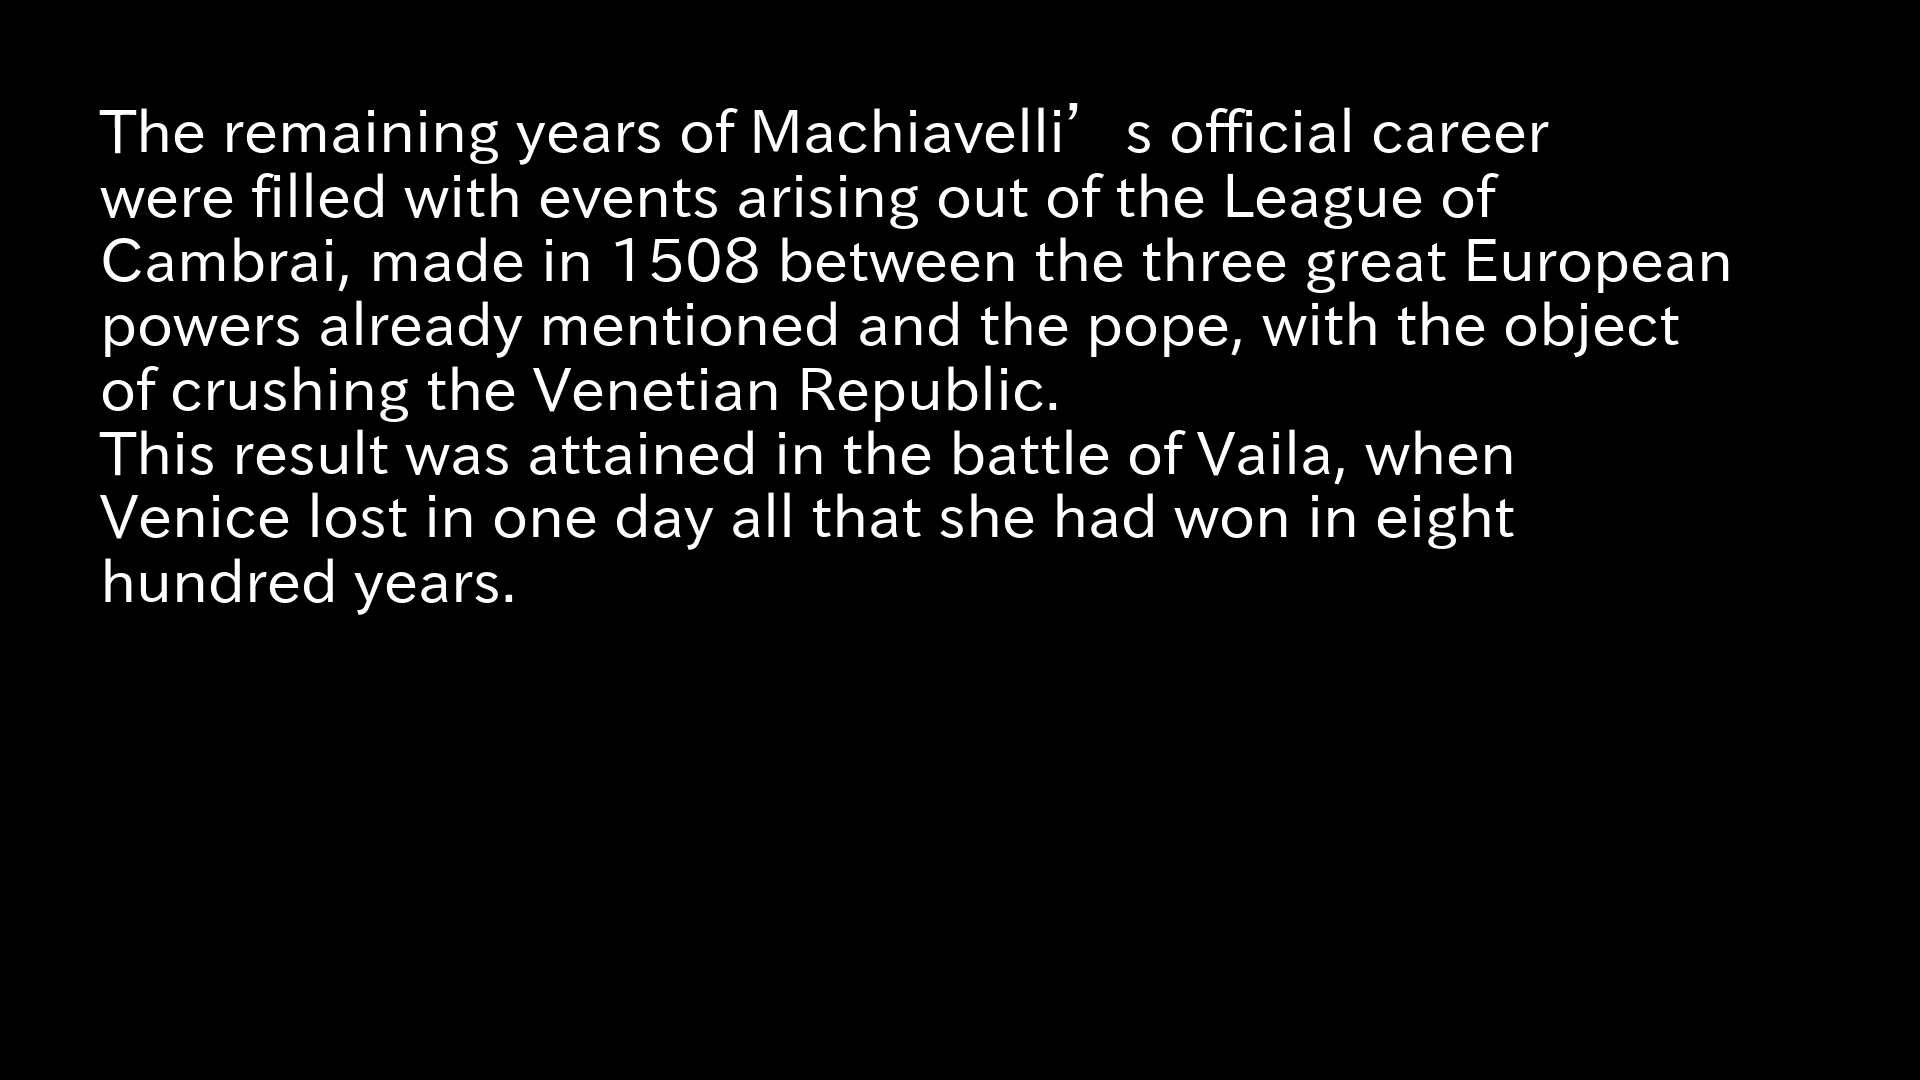 The remaining years of Machiavelli’s official career
were filled with events arising out of the League of
Cambrai, made in 1508 between the three great European
powers already mentioned and the pope, with the object
of crushing the Venetian Republic.
This result was attained in the battle of Vaila, when
Venice lost in one day all that she had won in eight
hundred years.